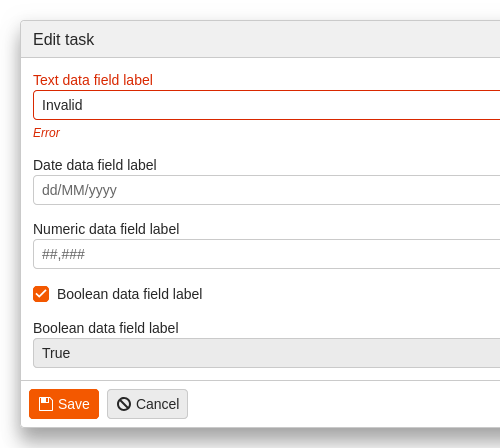 Edit task
Text data field label
Invalid
Error
Date data field label
dd/MM/yyyy
Numeric data field label
##,###
Boolean data field label
Boolean data field label
True
Save Cancel